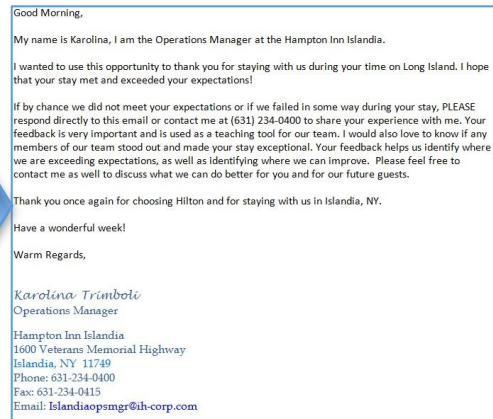 Good Morning,
My name is Karolina, I am the Operations Manager at the Hampton Inn Islandia.
I wanted to use this opportunity to thank you for staying with us during your time on Long Island. I hope
that your stay met and exceeded your expectations!
If by chance we did not meet your expectations or if we failed in some way during your stay, PLEASE
respond directly to this email or contact me at (631) 234-0400 to share your experience with me. Your
feedback is very important and is used as a teaching tool for our team. I would also love to know if any
members of our team stood out and made your stay exceptional. Your feedback helps us identify where
we are exceeding expectations, as well as identifying where we can improve.  Please feel free to
contact me as well to discuss what we can do better for you and for our future guests.
Thank you once again for choosing Hilton and for staying with us in Islandia, NY.
Have a wonderful week!
Warm Regards,
Karolina Trimboli
Operations Manager
Hampton Inn Islandia
1600 Veterans Memorial Highway
Islandia, NY  11749
Phone: 631-234-0400
Fax: 631-234-0415
Email: Islandiaopsmgr@ih-corp.com